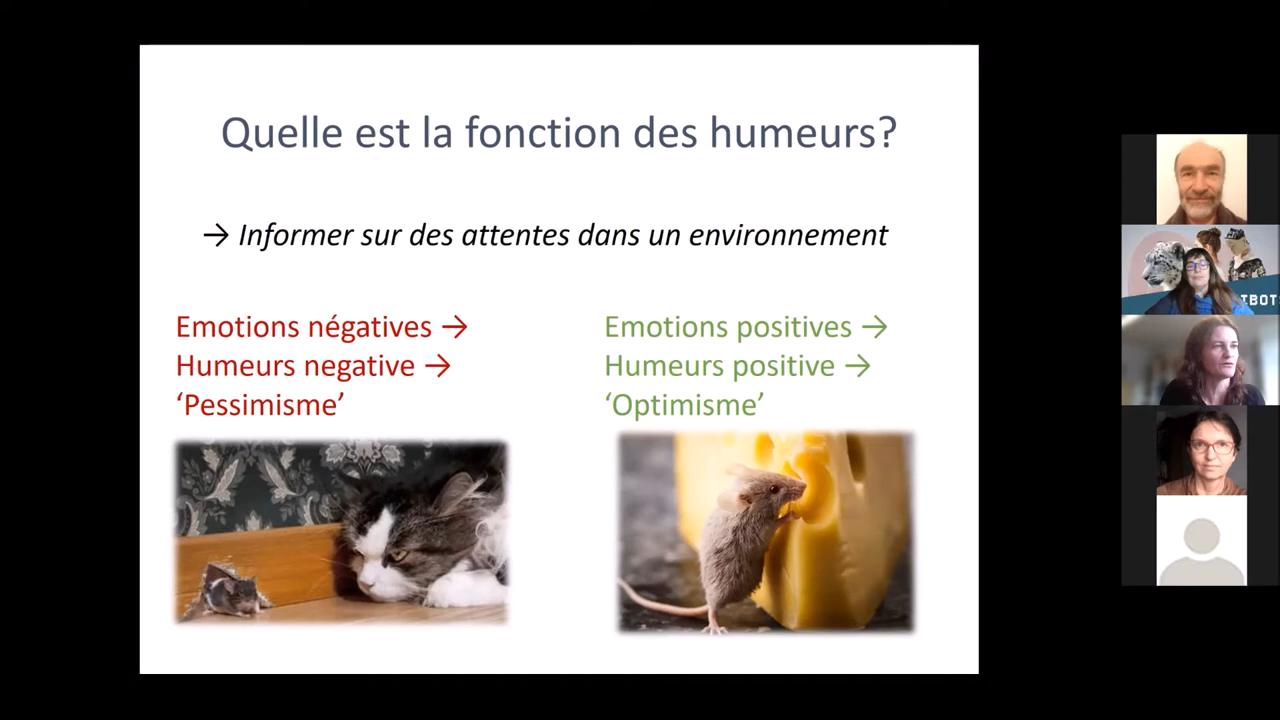 Quelle est la fonction des humeurs?
→ Informer sur des attentes dans un environnement
Emotions négatives →
Humeurs negative →
‘Pessimisme’
Emotions positives →
Humeurs positive →
‘Optimisme’